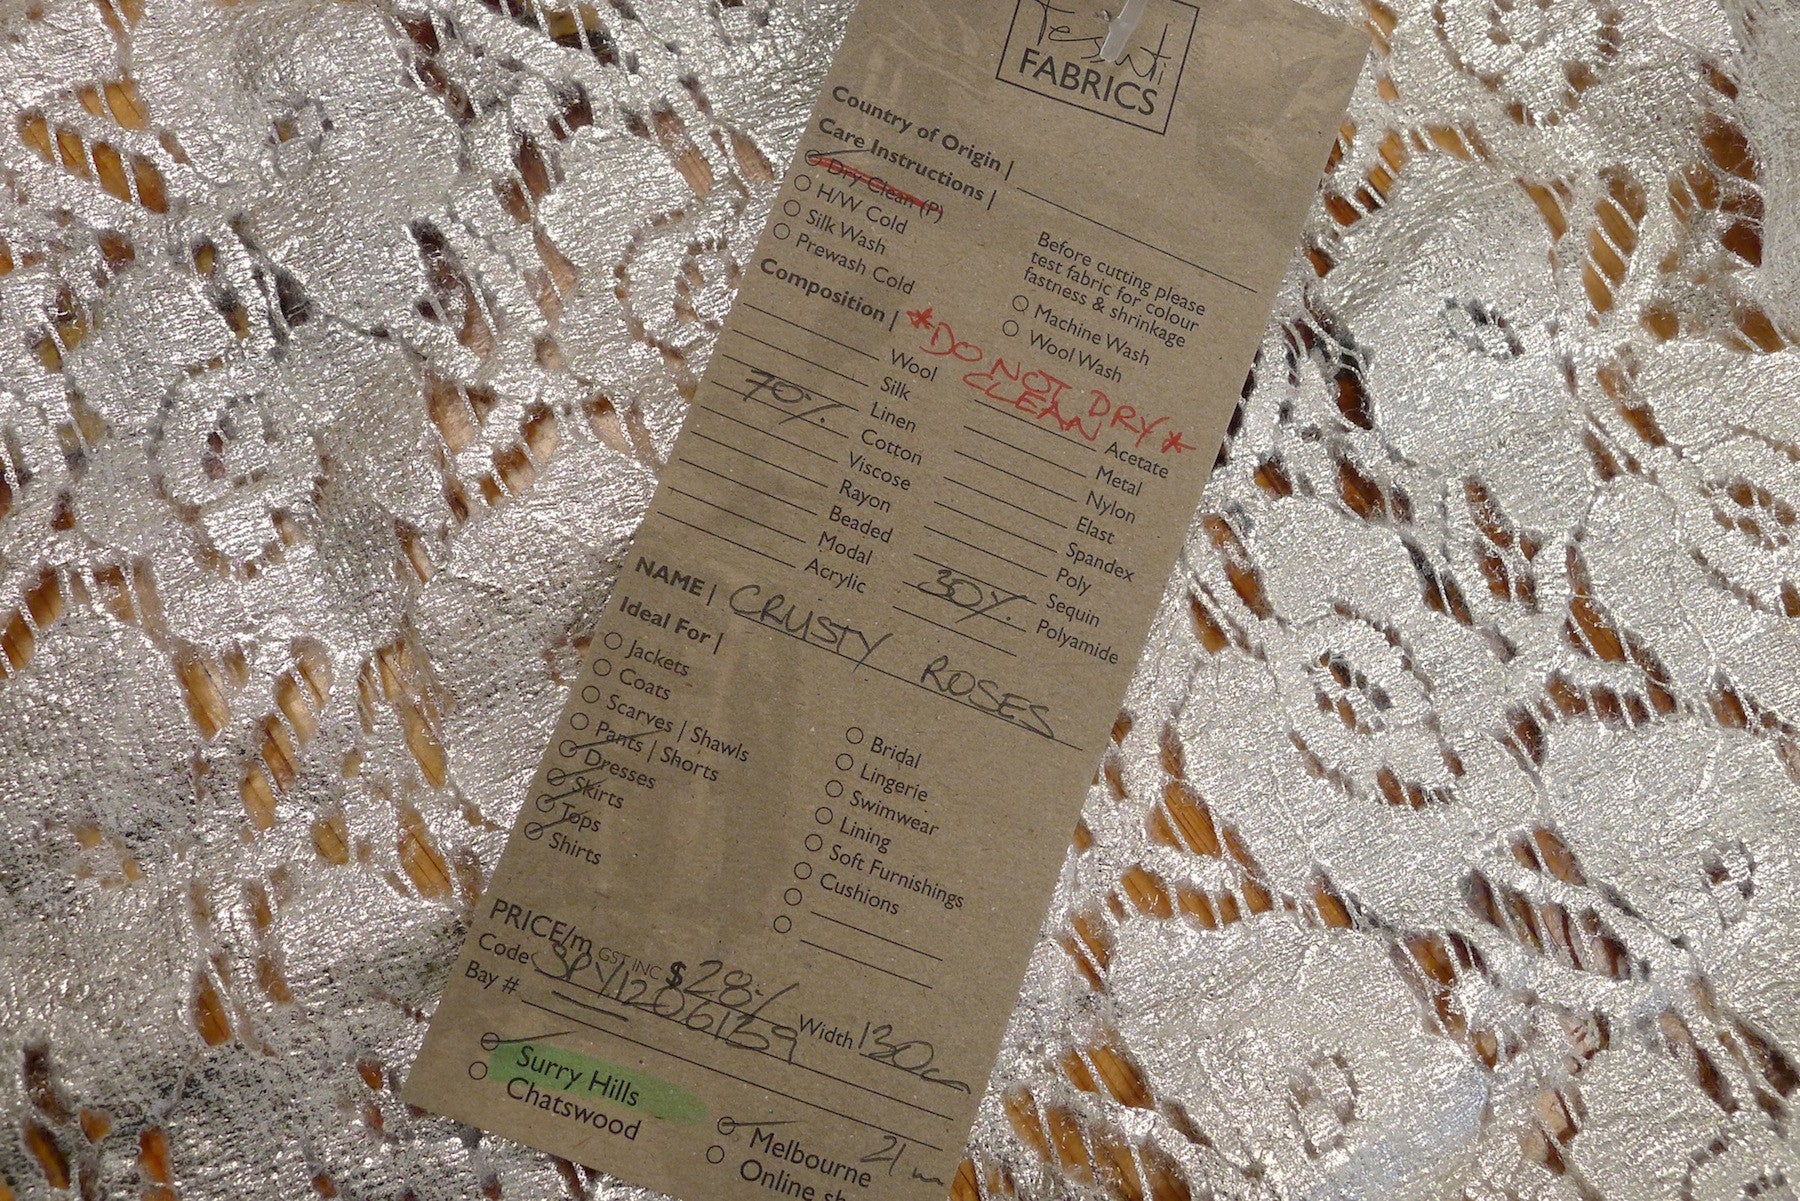 Tessuti
FABRICS
Country of Origin |
Care Instructions |
Dry Clean (P)
H/W Cold
Silk Wash
Prewash Cold
Before cutting please
test fabric for colour
fastness & shrinkage
Machine Wash
Wool Wash
Composition |
*DO NOT DRY*
CLEAN
Wool
Silk
Linen
70% Cotton
Viscose
Rayon
Beaded
Modal
Acrylic
Acetate
Metal
Nylon
Elast
Spandex
Poly
Sequin
30% Polyamide
NAME | CRUSTY ROSES
Ideal For |
Jackets
Coats
Scarves | Shawls
Pants | Shorts
Dresses
Skirts
Tops
Shirts
Bridal
Lingerie
Swimwear
Lining
Soft Furnishings
Cushions
PRICE/m GST INC $28-/
Code SPY1206159 Width 130cm
Bay #
Surry Hills
Chatswood
Melbourne 21m
Online